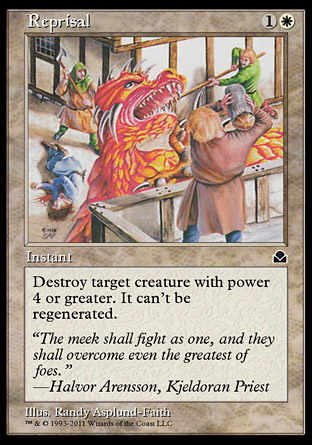 Reprisal 1
Instant
Destroy target creature with power
4 or greater. It can't be
regenerated.
“The meek shall fight as one, and they
shall overcome even the greatest of
foes.”
—Halvor Arensson, Kjeldoran Priest
Illus. Randy Asplund-Faith
™ & © 1993-2011 Wizards of the Coast LLC